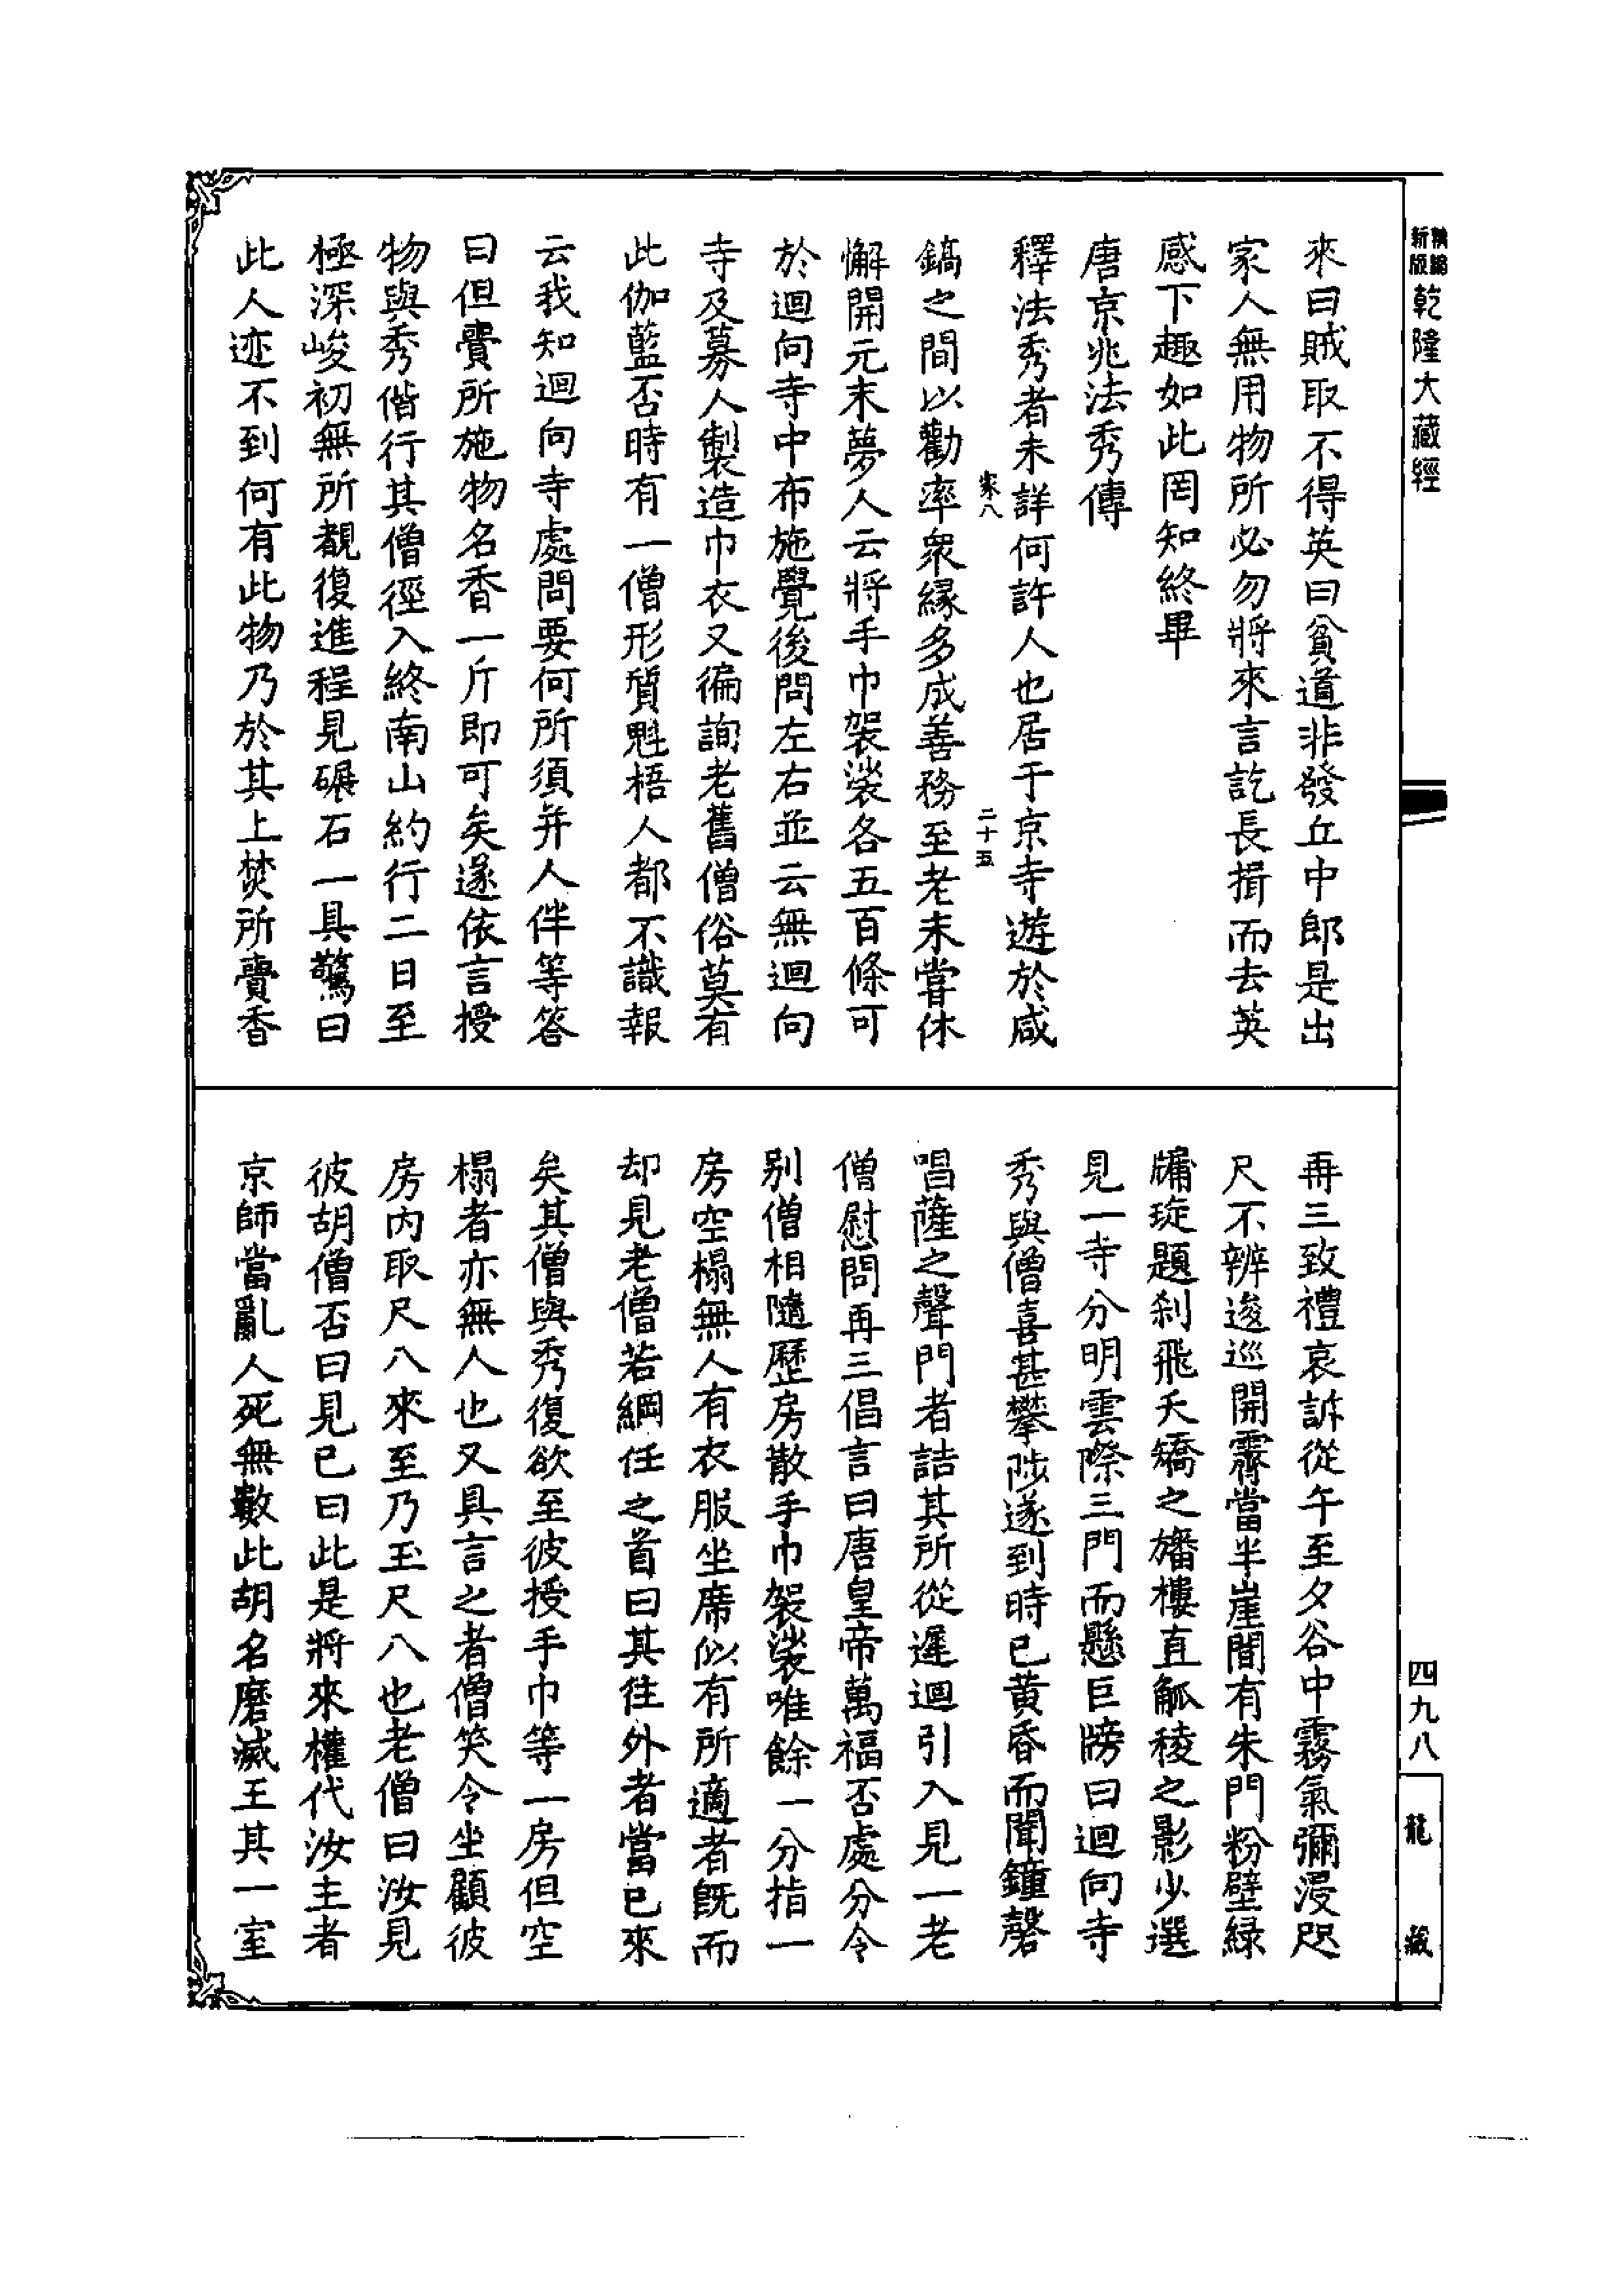 新版
精縮
乾隆大藏經
四九八
龍藏
來曰賊取不得英曰貧道非發丘中郎是出
家人無用物所必勿將來言訖長揖而去英
感下趣如此罔知終畢
唐京兆法秀傳
釋法秀者未詳何許人也居于京寺遊於咸
家八
二十五
鎬之間以勸率衆緣多成善務至老未嘗休
懈開元末夢人云將手巾袈裟各五百條可
於迴向寺中布施覺後問左右並云無迴向
寺及募人製造巾衣又徧詢老舊僧俗莫有
此伽藍否時有一僧形質魁梧人都不識報
云我知迴向寺處問要何所須并人伴等答
曰但賷所施物名香一斤即可矣遂依言授
物與秀偕行其僧徑入終南山約行二日至
極深峻初無所覩復進程見碾石一具驚曰
此人迹不到何有此物乃於其上焚所賷香
再三致禮哀訴從午至夕谷中霧氣彌漫咫
尺不辨逡巡開霽當半崖間有朱門粉壁緑
牖琁題刹飛夭矯之旛樓直觚稜之影少選
見一寺分明雲際三門而懸巨牓曰迴向寺
秀與僧喜甚攀陟遂到時已黄昏而聞鐘磬
唱薩之聲門者詰其所從遲迴引入見一老
僧慰問再三倡言曰唐皇帝萬福否處分令
别僧相隨歷房散手巾袈裟唯餘一分指一
房空榻無人有衣服坐席似有所適者既而
却見老僧若綱任之首曰其往外者當已來
矣其僧與秀復欲至彼授手巾等一房但空
榻者亦無人也又具言之者僧笑令坐顧彼
房内取尺八來至乃玉尺八也老僧曰汝見
彼胡僧否曰見已曰此是將來權代汝主者
京師當亂人死無數此胡名磨滅王其一室